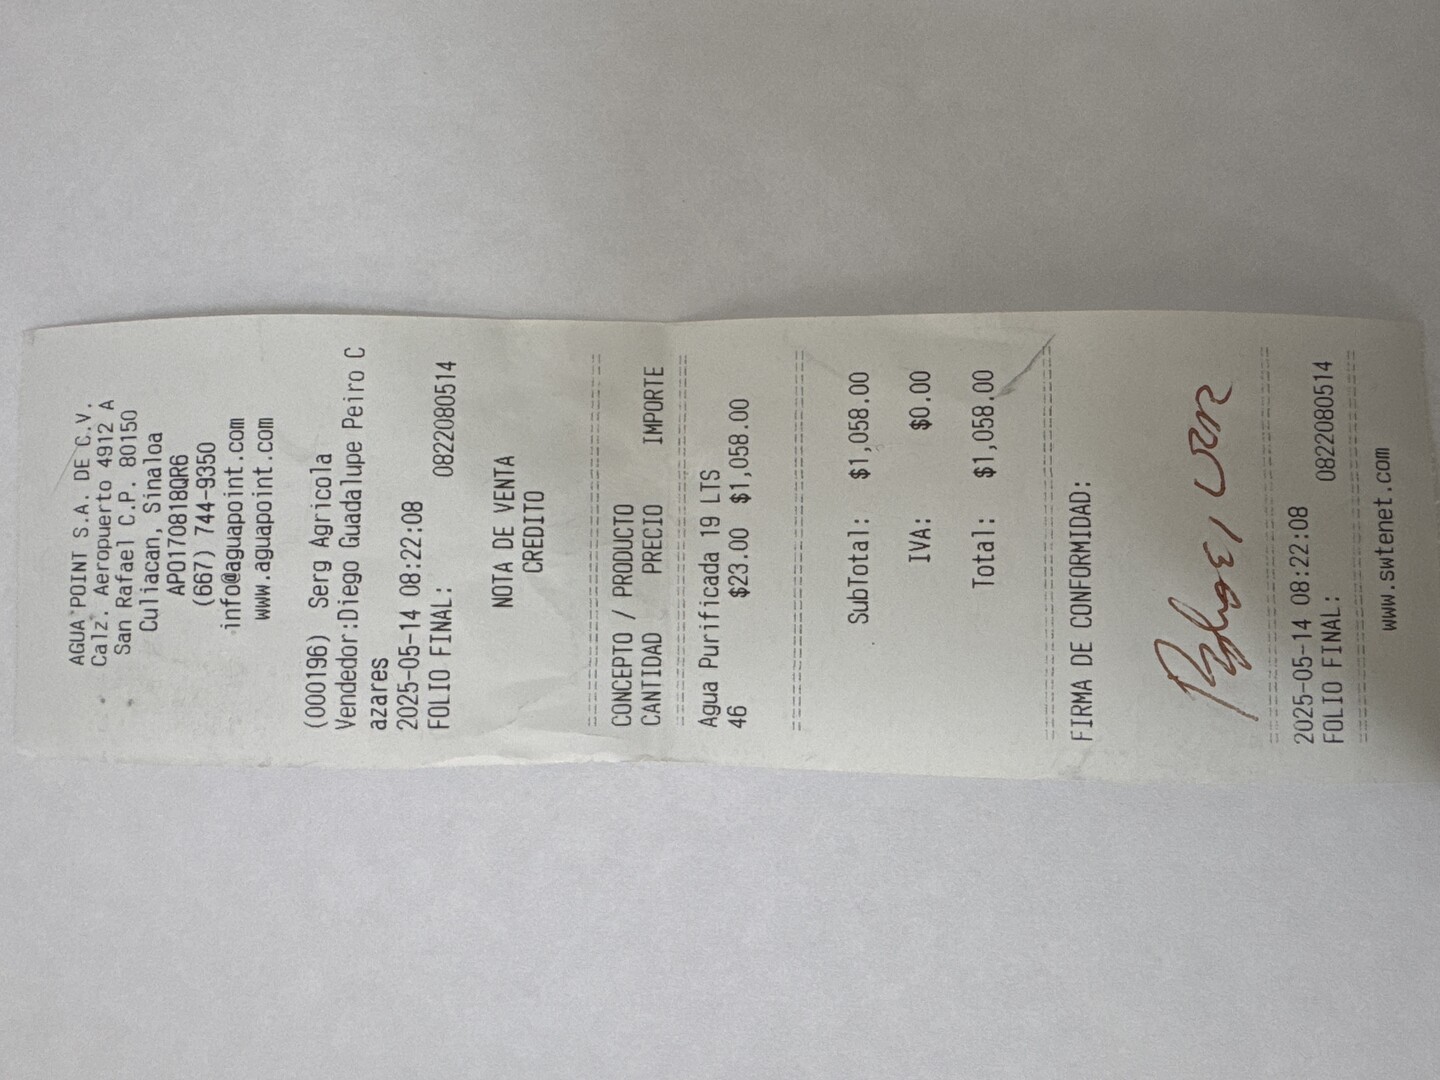 AGUA POINT S.A. DE C.V.
Calz. Aeropuerto 4912 A
San Rafael C.P. 80150
Culiacan, Sinaloa
APO170818QR6
(667) 744-9350
info@aguapoint.com
www.aguapoint.com
(000196) Serg Agricola
Vendedor:Diego Guadalupe Peiro C
azares
2025-05-14 08:22:08
FOLIO FINAL: 0822080514
NOTA DE VENTA
CREDITO
CONCEPTO / PRODUCTO
CANTIDAD PRECIO IMPORTE
Agua Purificada 19 LTS
46 $23.00 $1,058.00
SubTotal: $1,058.00
IVA: $0.00
Total: $1,058.00
FIRMA DE CONFORMIDAD:
2025-05-14 08:22:08
FOLIO FINAL: 0822080514
www.swtenet.com